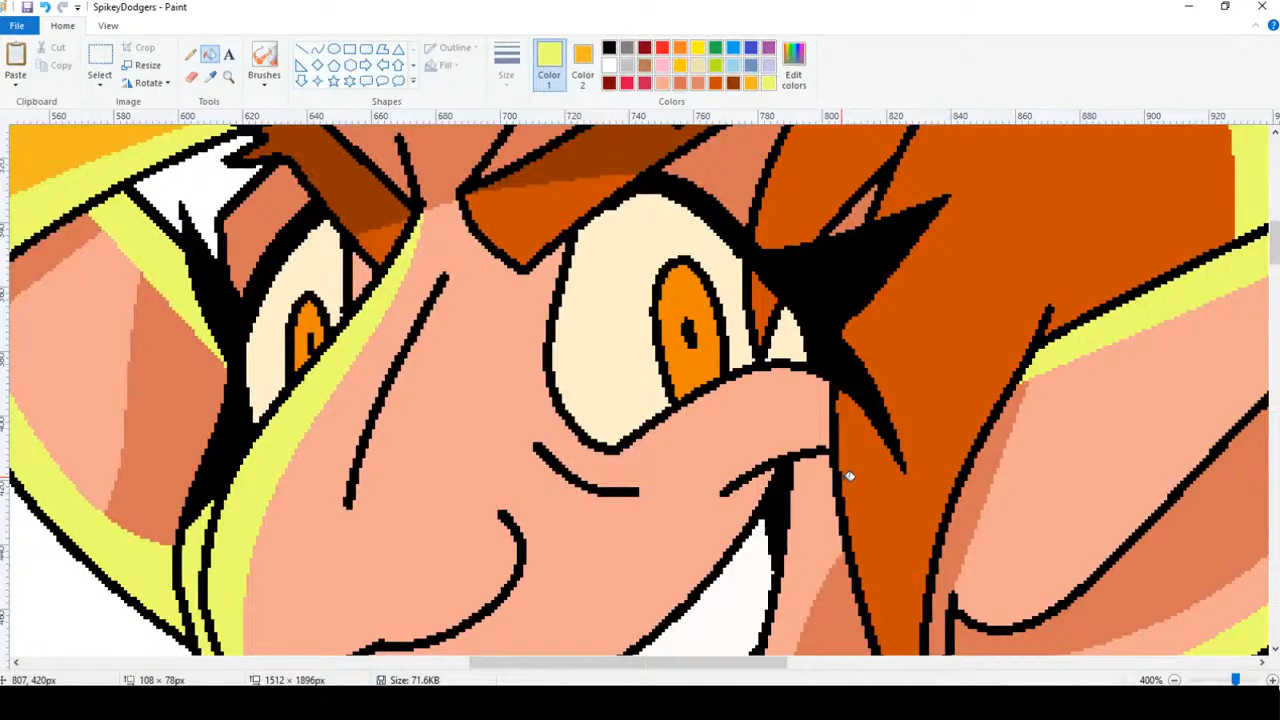 SpikeyDodgers - Paint
File Home View
Paste
Cut
Copy
Clipboard
Select
Crop
Resize
Rotate
Image
A
Tools
Brushes
Outline
Fill
Shapes
Size
Color 1
Color 2
Edit colors
Colors
560 580 600 620 640 660 680 700 720 740 760 780 800 820 840 860 880 900 920
807, 420px 108 × 78px 1512 × 1896px Size: 71.6KB 400%